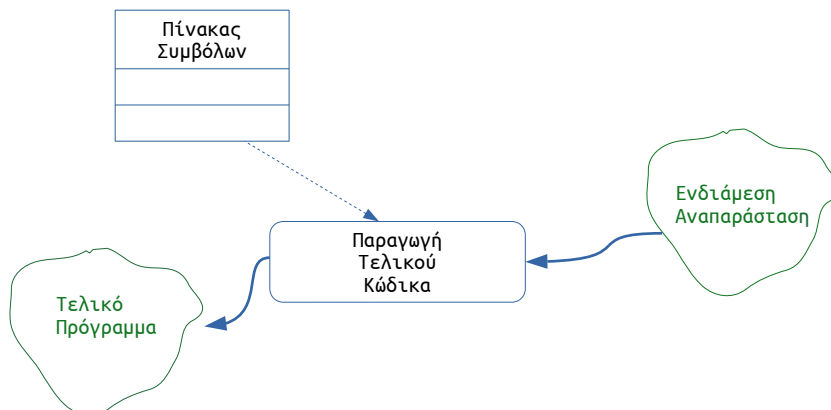 Πίνακας
Συμβόλων
Ενδιάμεση
Αναπαράσταση
Παραγωγή
Τελικού
Κώδικα
Τελικό
Πρόγραμμα